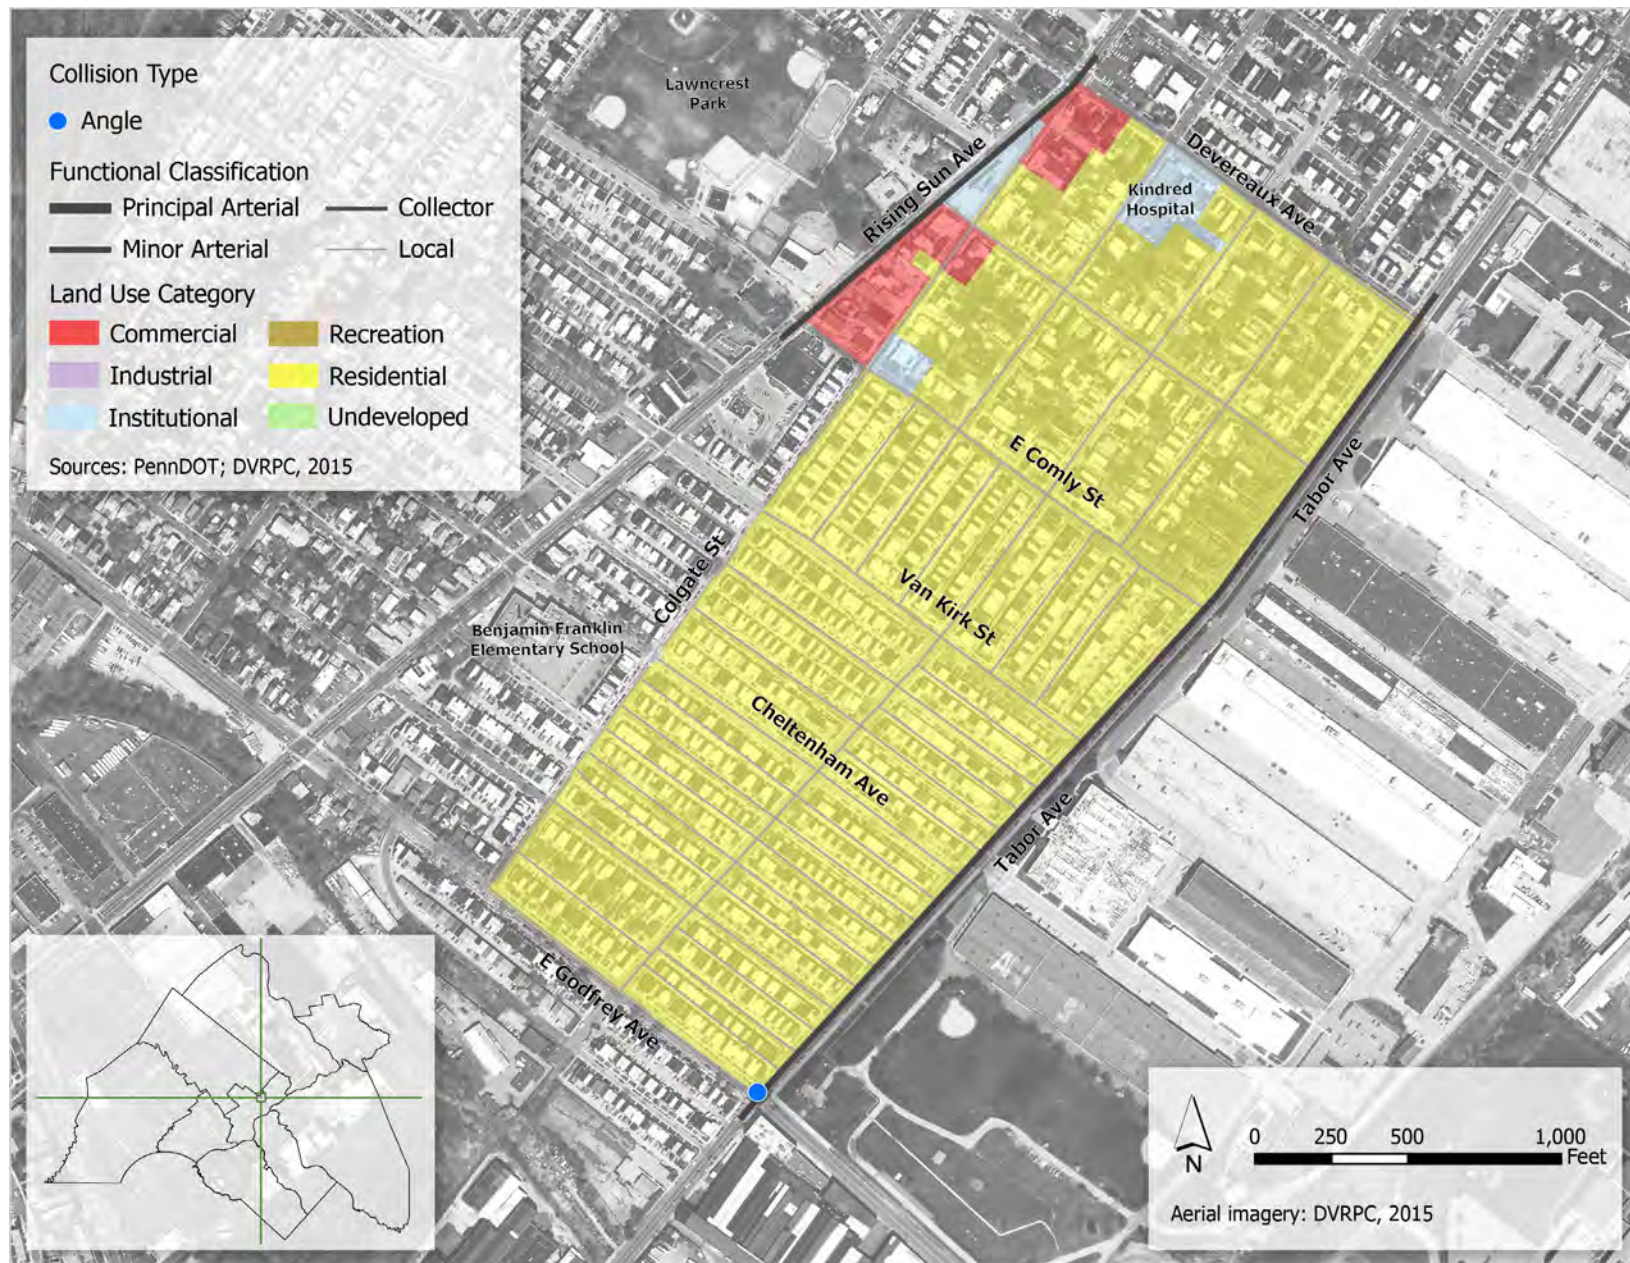 Collision Type
Angle
Functional Classification
Principal Arterial
Collector
Minor Arterial
Local
Land Use Category
Commercial
Recreation
Industrial
Residential
Institutional
Undeveloped
Sources: PennDOT; DVRPC, 2015
Lawncrest
Park
Rising Sun Ave
Devereaux Ave
Kindred
Hospital
E Comly St
Tabor Ave
Colgate St
Van Kirk St
Benjamin Franklin
Elementary School
Cheltenham Ave
Tabor Ave
E Godfrey Ave
N
0 250 500 1,000
Feet
Aerial imagery: DVRPC, 2015